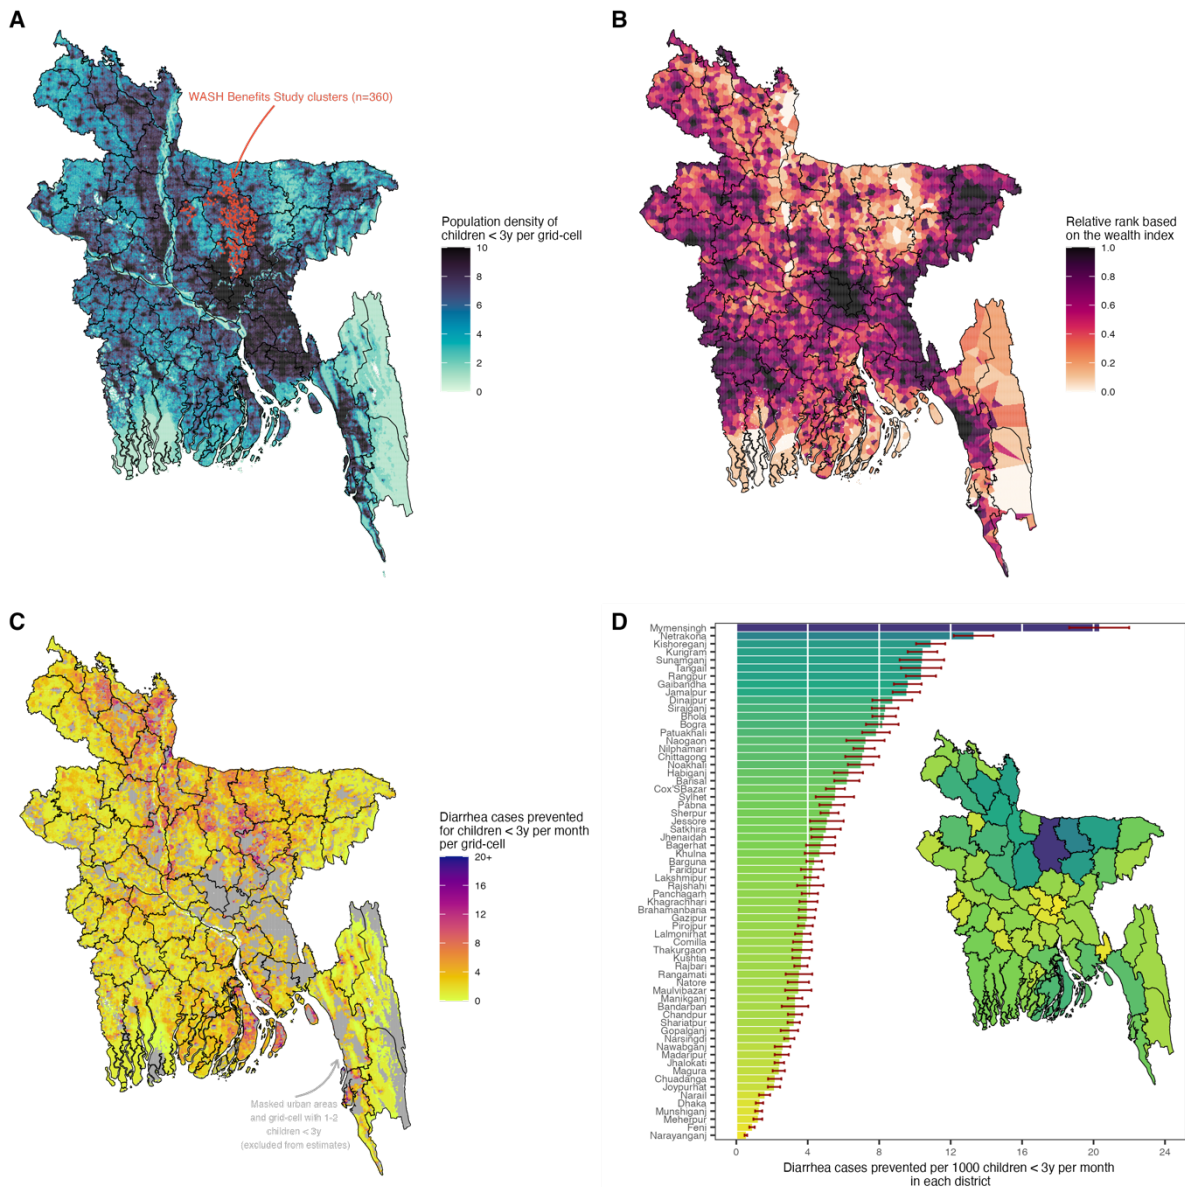 A
WASH Benefits Study clusters (n=360)
Population density of
children < 3y per grid-cell
10
8
6
4
2
0
B
Relative rank based
on the wealth index
1.0
0.8
0.6
0.4
0.2
0.0
C
Diarrhea cases prevented
for children < 3y per month
per grid-cell
20+
16
12
8
4
0
Masked urban areas
and grid-cell with 1-2
children < 3y
(excluded from estimates)
D
Mymensingh
Netrakona
Kishoreganj
Kurigram
Sunamganj
Tangail
Rangpur
Gaibandha
Jamalpur
Dinajpur
Sirajganj
Bhola
Bogra
Patuakhali
Naogaon
Nilphamari
Chittagong
Noakhali
Habiganj
Barisal
Cox'SBazar
Sylhet
Pabna
Sherpur
Jessore
Satkhira
Jhenaidah
Bagerhat
Khulna
Barguna
Faridpur
Lakshmipur
Rajshahi
Panchagarh
Khagrachhari
Brahamanbaria
Gazipur
Pirojpur
Lalmonirhat
Comilla
Thakurgaon
Kushtia
Rajbari
Rangamati
Natore
Maulvibazar
Manikganj
Bandarban
Chandpur
Shariatpur
Gopalganj
Narsingdi
Nawabganj
Madaripur
Jhalokati
Magura
Chuadanga
Joypurhat
Narail
Dhaka
Munshiganj
Meherpur
Feni
Narayanganj
0 4 8 12 16 20 24
Diarrhea cases prevented per 1000 children < 3y per month
in each district